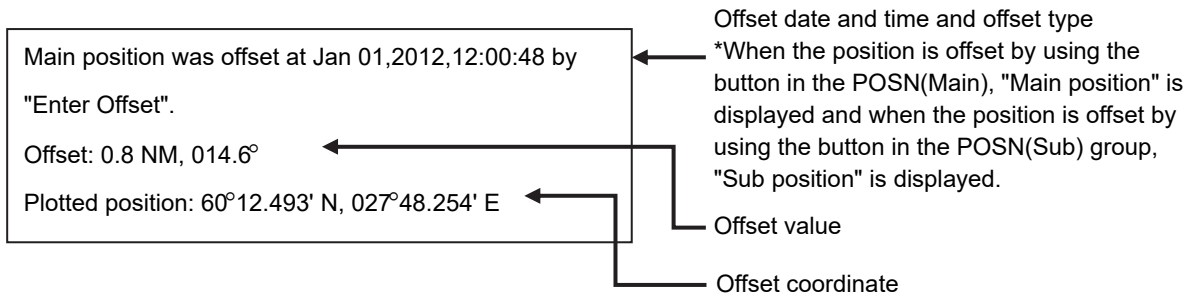 Main position was offset at Jan 01,2012,12:00:48 by
"Enter Offset".
Offset: 0.8 NM, 014.6°
Plotted position: 60°12.493' N, 027°48.254' E
Offset date and time and offset type
*When the position is offset by using the
button in the POSN(Main), "Main position" is
displayed and when the position is offset by
using the button in the POSN(Sub) group,
"Sub position" is displayed.
Offset value
Offset coordinate